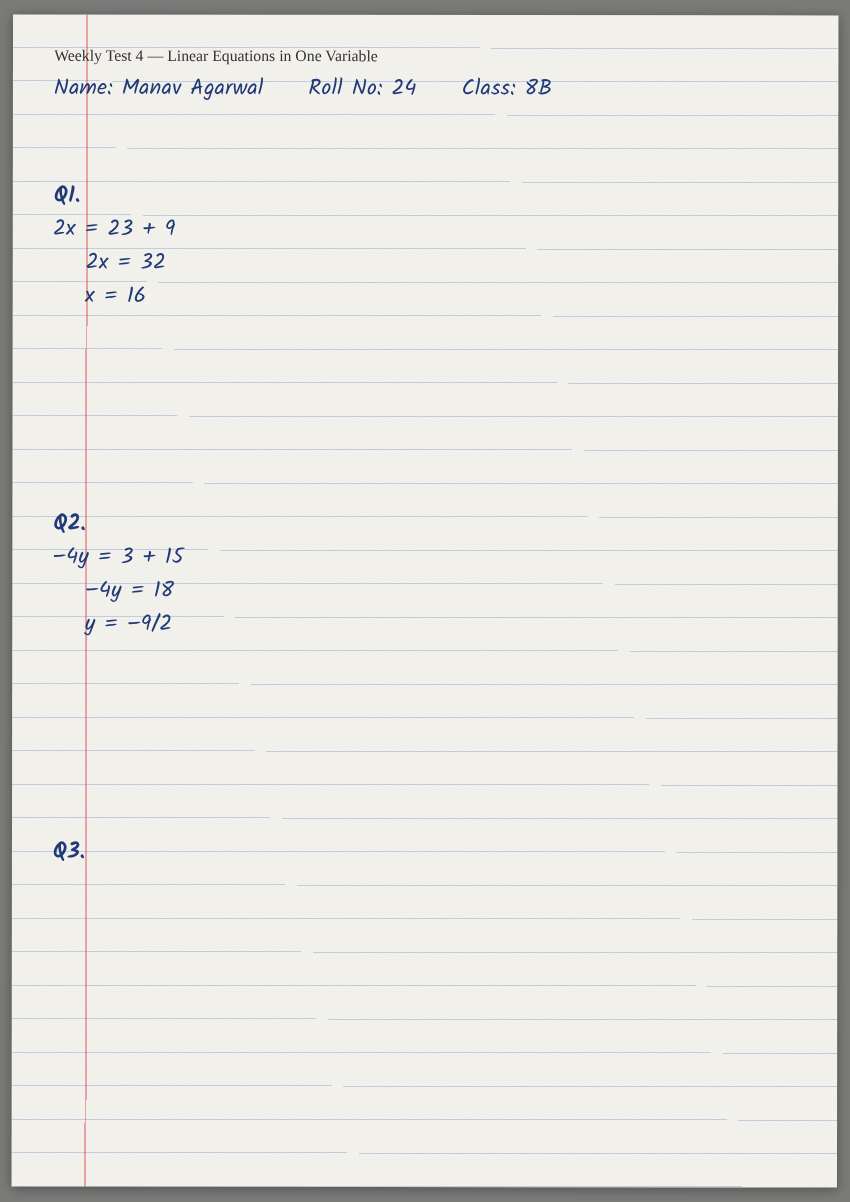 Weekly Test 4 — Linear Equations in One Variable
Name: Manav Agarwal Roll No: 24 Class: 8B
Q1.
2x = 23 + 9
2x = 32
x = 16
Q2.
−4y = 3 + 15
−4y = 18
y = −9/2
Q3.